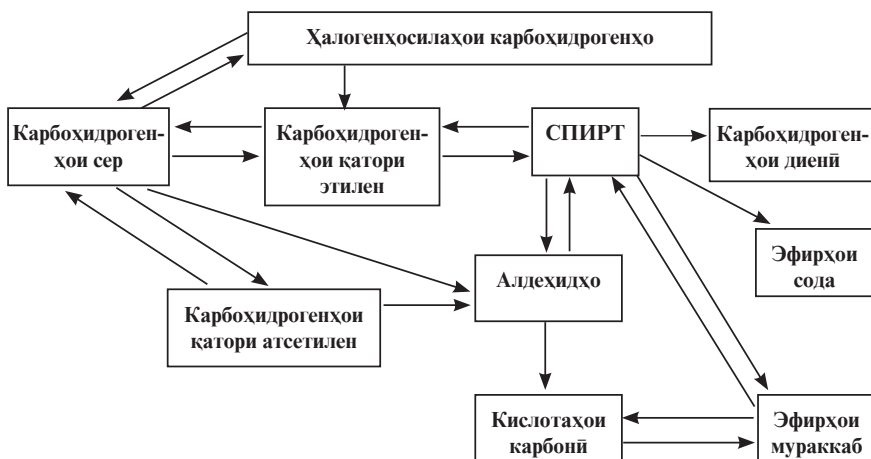 Ҳалогенҳосилаҳои карбоҳидрогенҳо
Карбоҳидроген-
ҳои сер
Карбоҳидроген-
ҳои қатори
этилен
СПИРТ
Карбоҳидроген-
ҳои диенӣ
Эфирҳои
сода
Алдеҳидҳо
Карбоҳидрогенҳои
қатори атсетилен
Кислотаҳои
карбонӣ
Эфирҳои
мураккаб